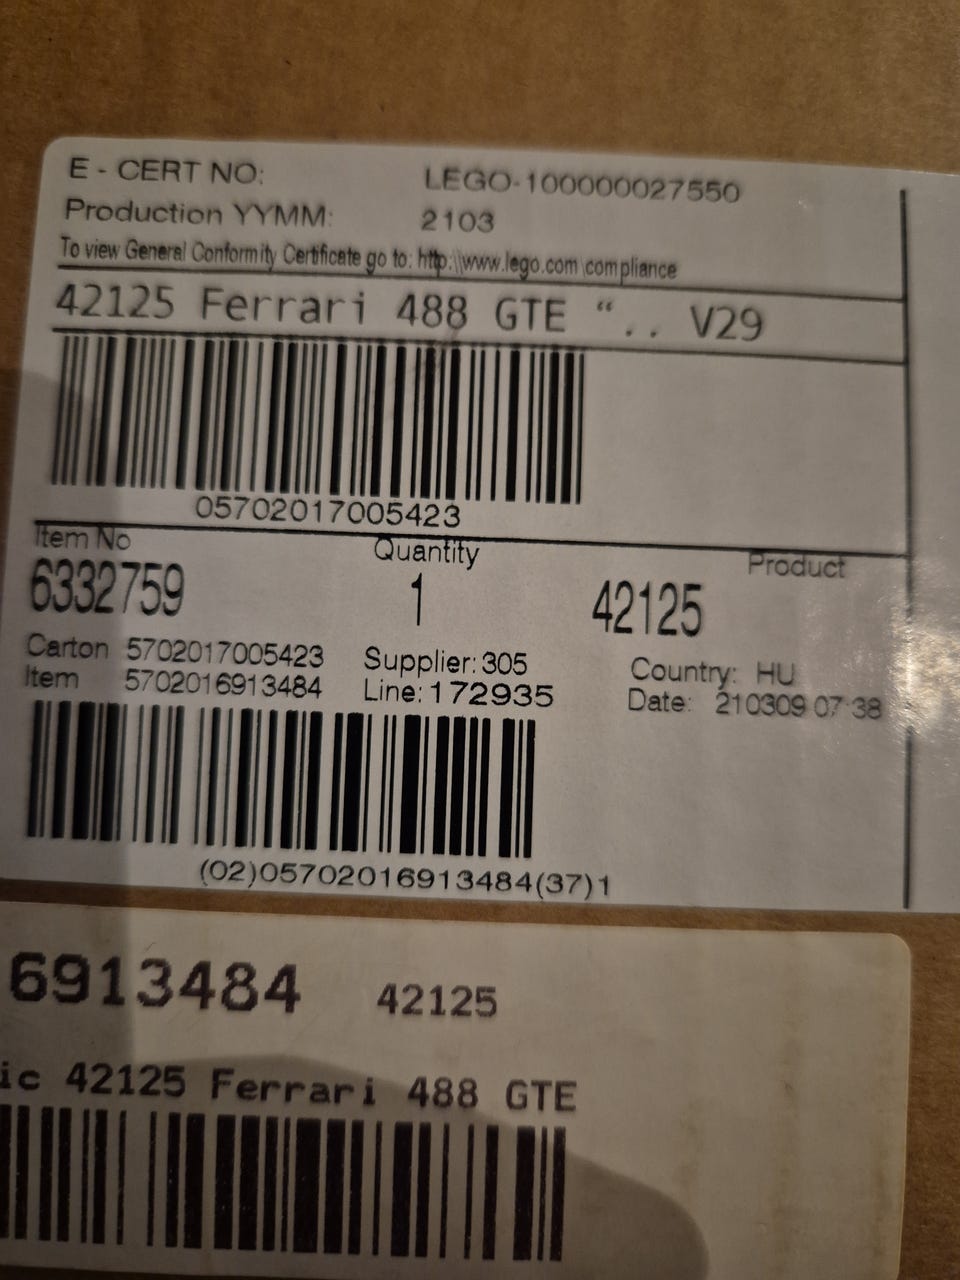 E - CERT NO: LEGO-100000027550
Production YYMM: 2103
To view General Conformity Certificate go to: http:\\www.lego.com\compliance
42125 Ferrari 488 GTE “.. V29
05702017005423
Item No Quantity Product
6332759 1 42125
Carton 5702017005423 Supplier: 305 Country: HU
Item 5702016913484 Line: 172935 Date: 210309 07:38
(02)05702016913484(37)1
6913484 42125
ic 42125 Ferrari 488 GTE